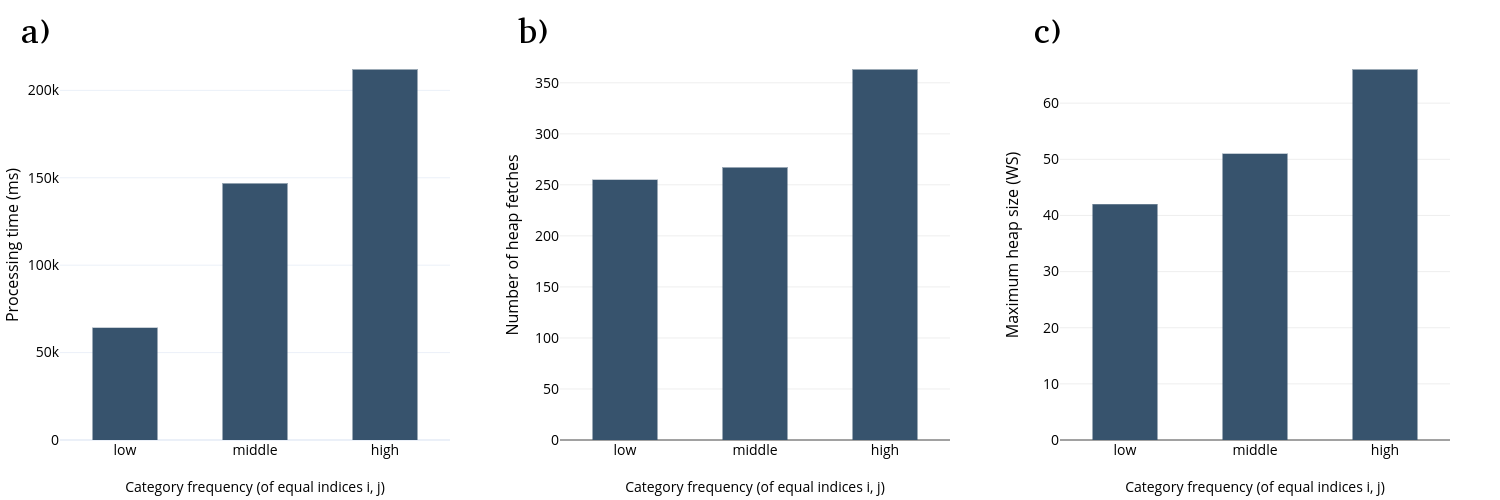 a)
Processing time (ms)
200k
150k
100k
50k
0
low middle high
Category frequency (of equal indices i, j)
b)
Number of heap fetches
350
300
250
200
150
100
50
0
low middle high
Category frequency (of equal indices i, j)
c)
Maximum heap size (WS)
60
50
40
30
20
10
0
low middle high
Category frequency (of equal indices i, j)